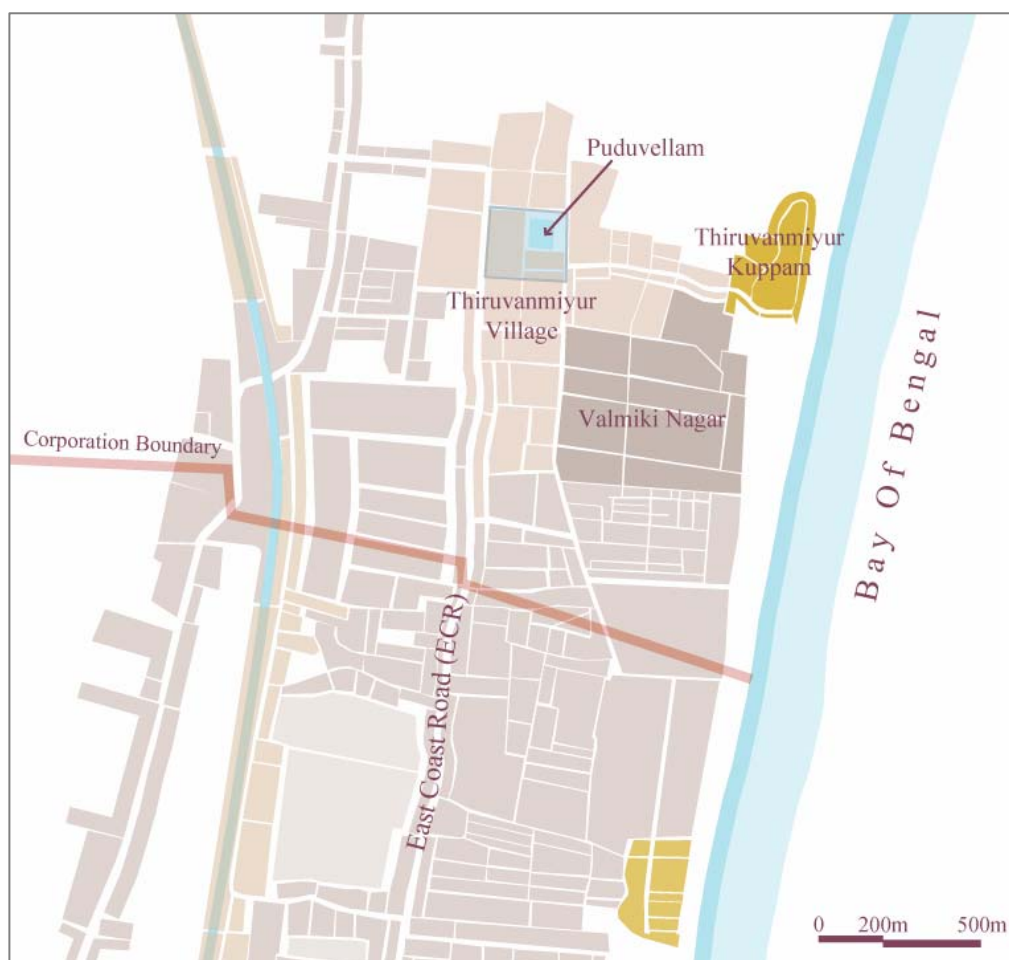 Puduvellam
Thiruvanmiyur
Kuppam
Thiruvanmiyur
Village
Valmiki Nagar
Corporation Boundary
Bay Of Bengal
East Coast Road (ECR)
0 200m 500m